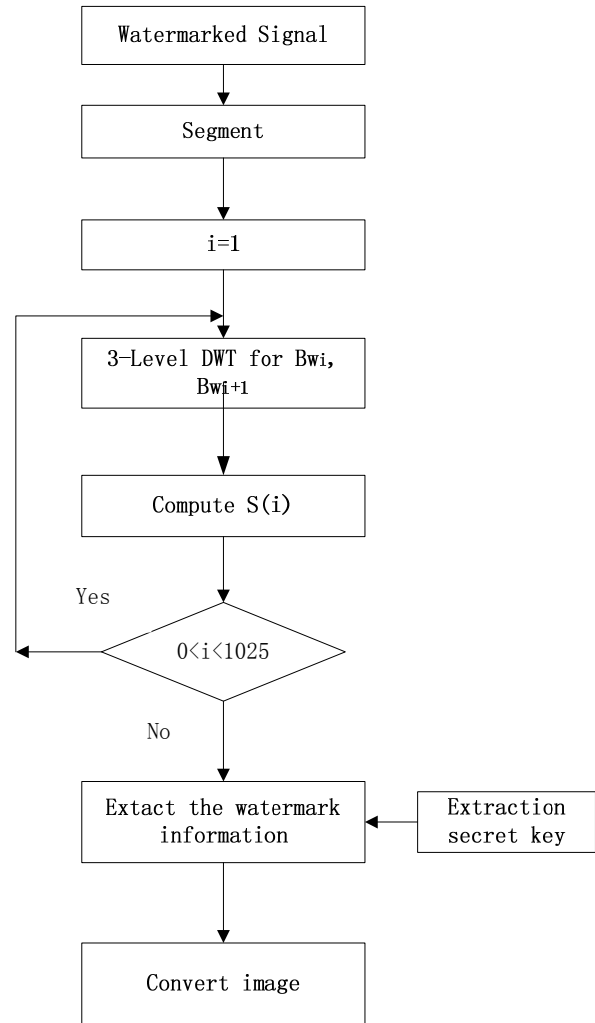 Watermarked Signal
Segment
i=1
3-Level DWT for Bwi,
Bwi+1
Compute S(i)
Yes
0<i<1025
No
Extact the watermark
information
Extraction
secret key
Convert image